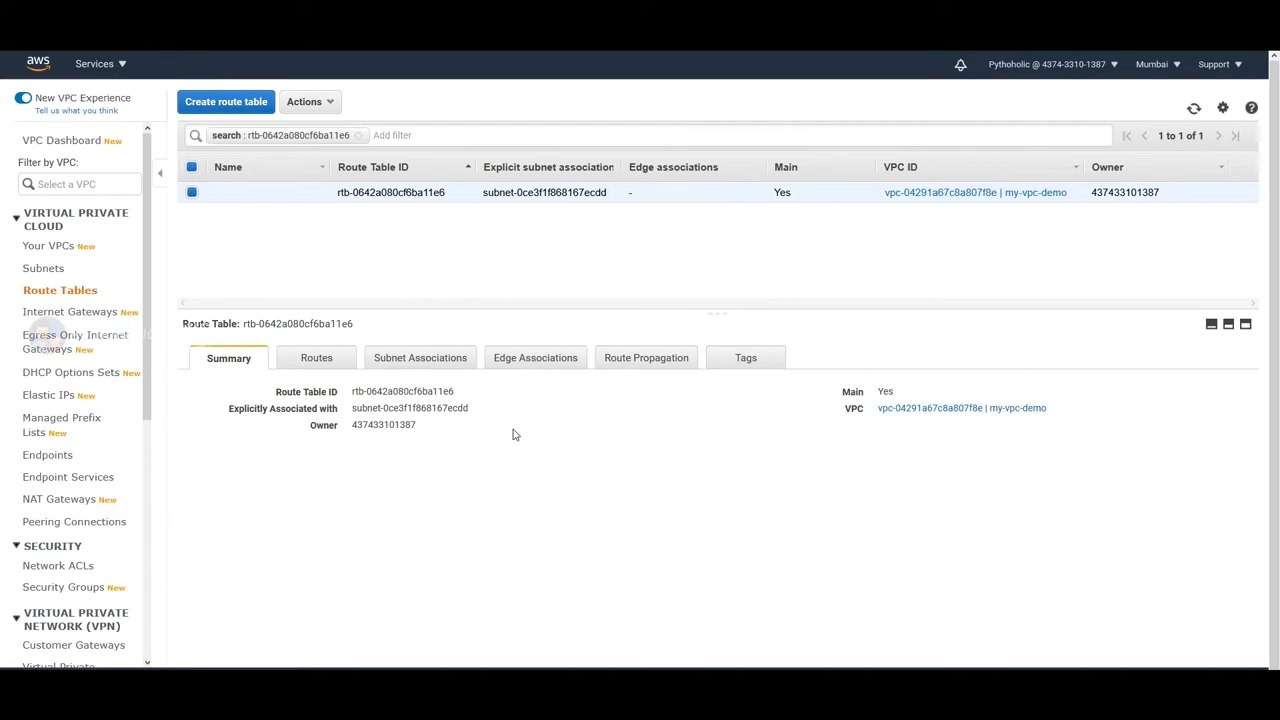 aws
Services
Pythoholic @ 4374-3310-1387
Mumbai
Support
New VPC Experience
Tell us what you think
Create route table
Actions
search : rtb-0642a080cf6ba11e6
Add filter
1 to 1 of 1
VPC Dashboard New
Filter by VPC:
Select a VPC
VIRTUAL PRIVATE
CLOUD
Your VPCs New
Subnets
Route Tables
Internet Gateways New
Egress Only Internet
Gateways New
DHCP Options Sets New
Elastic IPs New
Managed Prefix
Lists New
Endpoints
Endpoint Services
NAT Gateways New
Peering Connections
SECURITY
Network ACLs
Security Groups New
VIRTUAL PRIVATE
NETWORK (VPN)
Customer Gateways
Virtual Private
Name Route Table ID Explicit subnet association Edge associations Main VPC ID Owner
rtb-0642a080cf6ba11e6 subnet-0ce3f1f868167ecdd - Yes vpc-04291a67c8a807f8e | my-vpc-demo 437433101387
Route Table: rtb-0642a080cf6ba11e6
Summary Routes Subnet Associations Edge Associations Route Propagation Tags
Route Table ID rtb-0642a080cf6ba11e6 Main Yes
Explicitly Associated with subnet-0ce3f1f868167ecdd VPC vpc-04291a67c8a807f8e | my-vpc-demo
Owner 437433101387